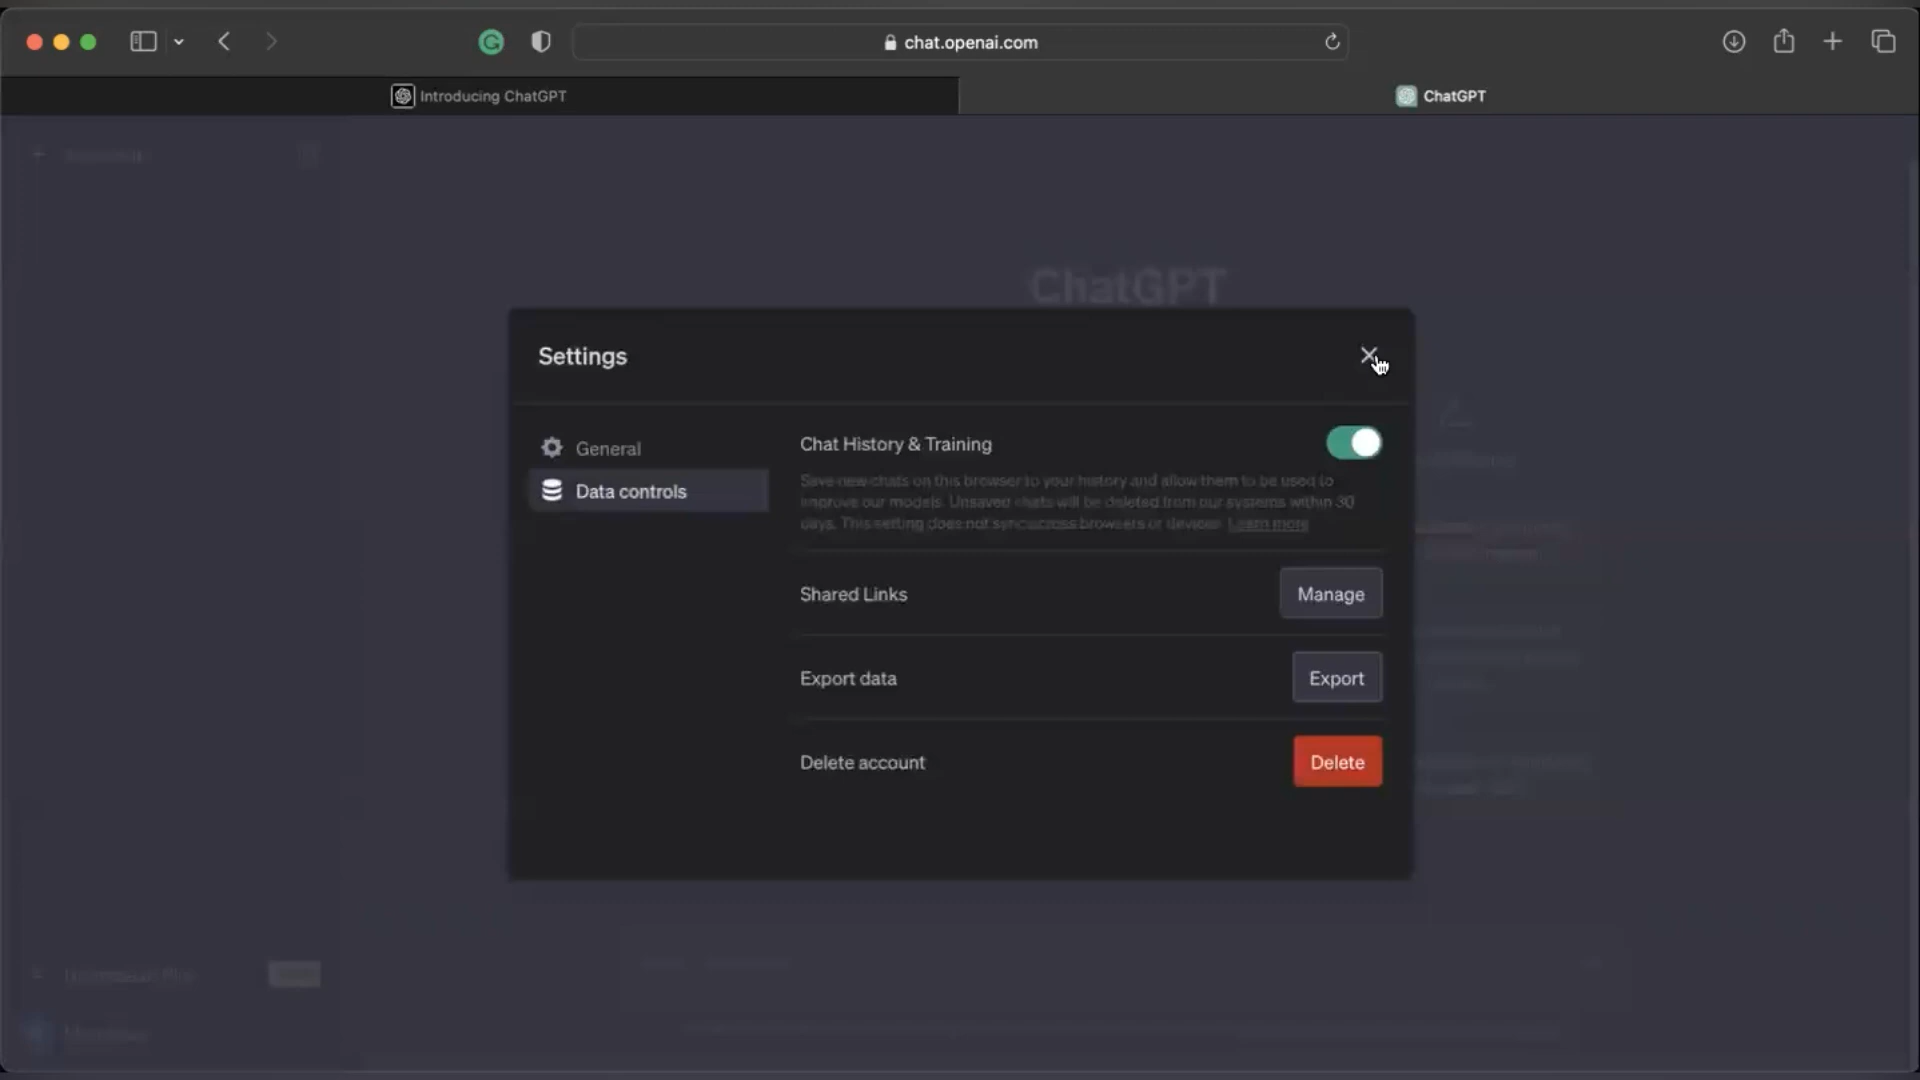 chat.openai.com
Introducing ChatGPT
ChatGPT
ChatGPT
Settings
General
Data controls
Chat History & Training
Save new chats on this browser to your history and allow them to be used to
improve our models. Unsaved chats will be deleted from our systems within 30
days. This setting does not sync across browsers or devices. Learn more
Shared Links
Manage
Export data
Export
Delete account
Delete